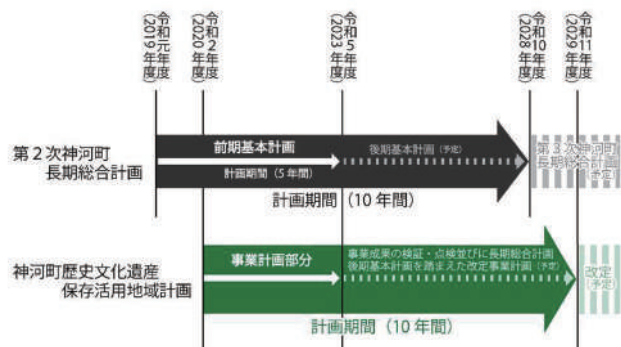 令和元年度
(2019年度)
令和2年度
(2020年度)
令和5年度
(2023年度)
令和10年度
(2028年度)
令和11年度
(2029年度)
第2次神河町
長期総合計画
前期基本計画
計画期間(5年間)
後期基本計画(予定)
計画期間(10年間)
第3次神河町
長期総合計画
(予定)
神河町歴史文化遺産
保存活用地域計画
事業計画部分
事業成果の検証・点検並びに長期総合計画
後期基本計画を踏まえた改定事業計画(予定)
計画期間(10年間)
改定
(予定)